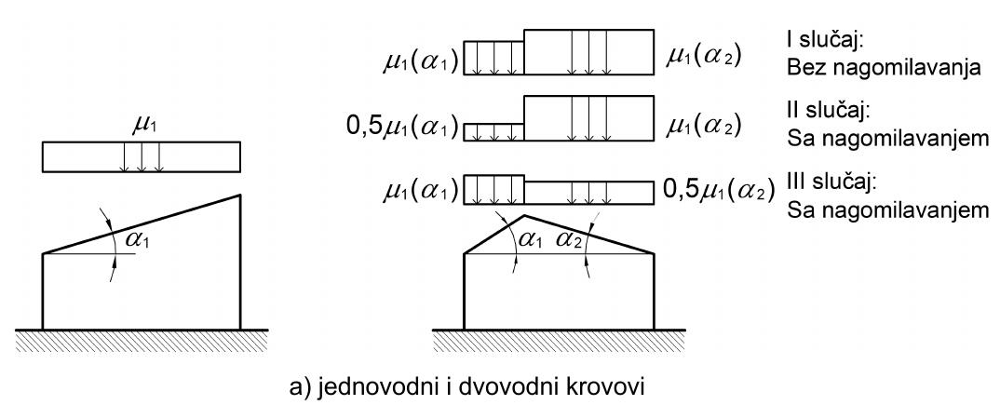 μ1(α1) μ1(α2) I slučaj:
Bez nagomilavanja
0,5μ1(α1) μ1(α2) II slučaj:
Sa nagomilavanjem
μ1
μ1(α1) 0,5μ1(α2) III slučaj:
Sa nagomilavanjem
α1 α1 α2
a) jednovodni i dvovodni krovovi